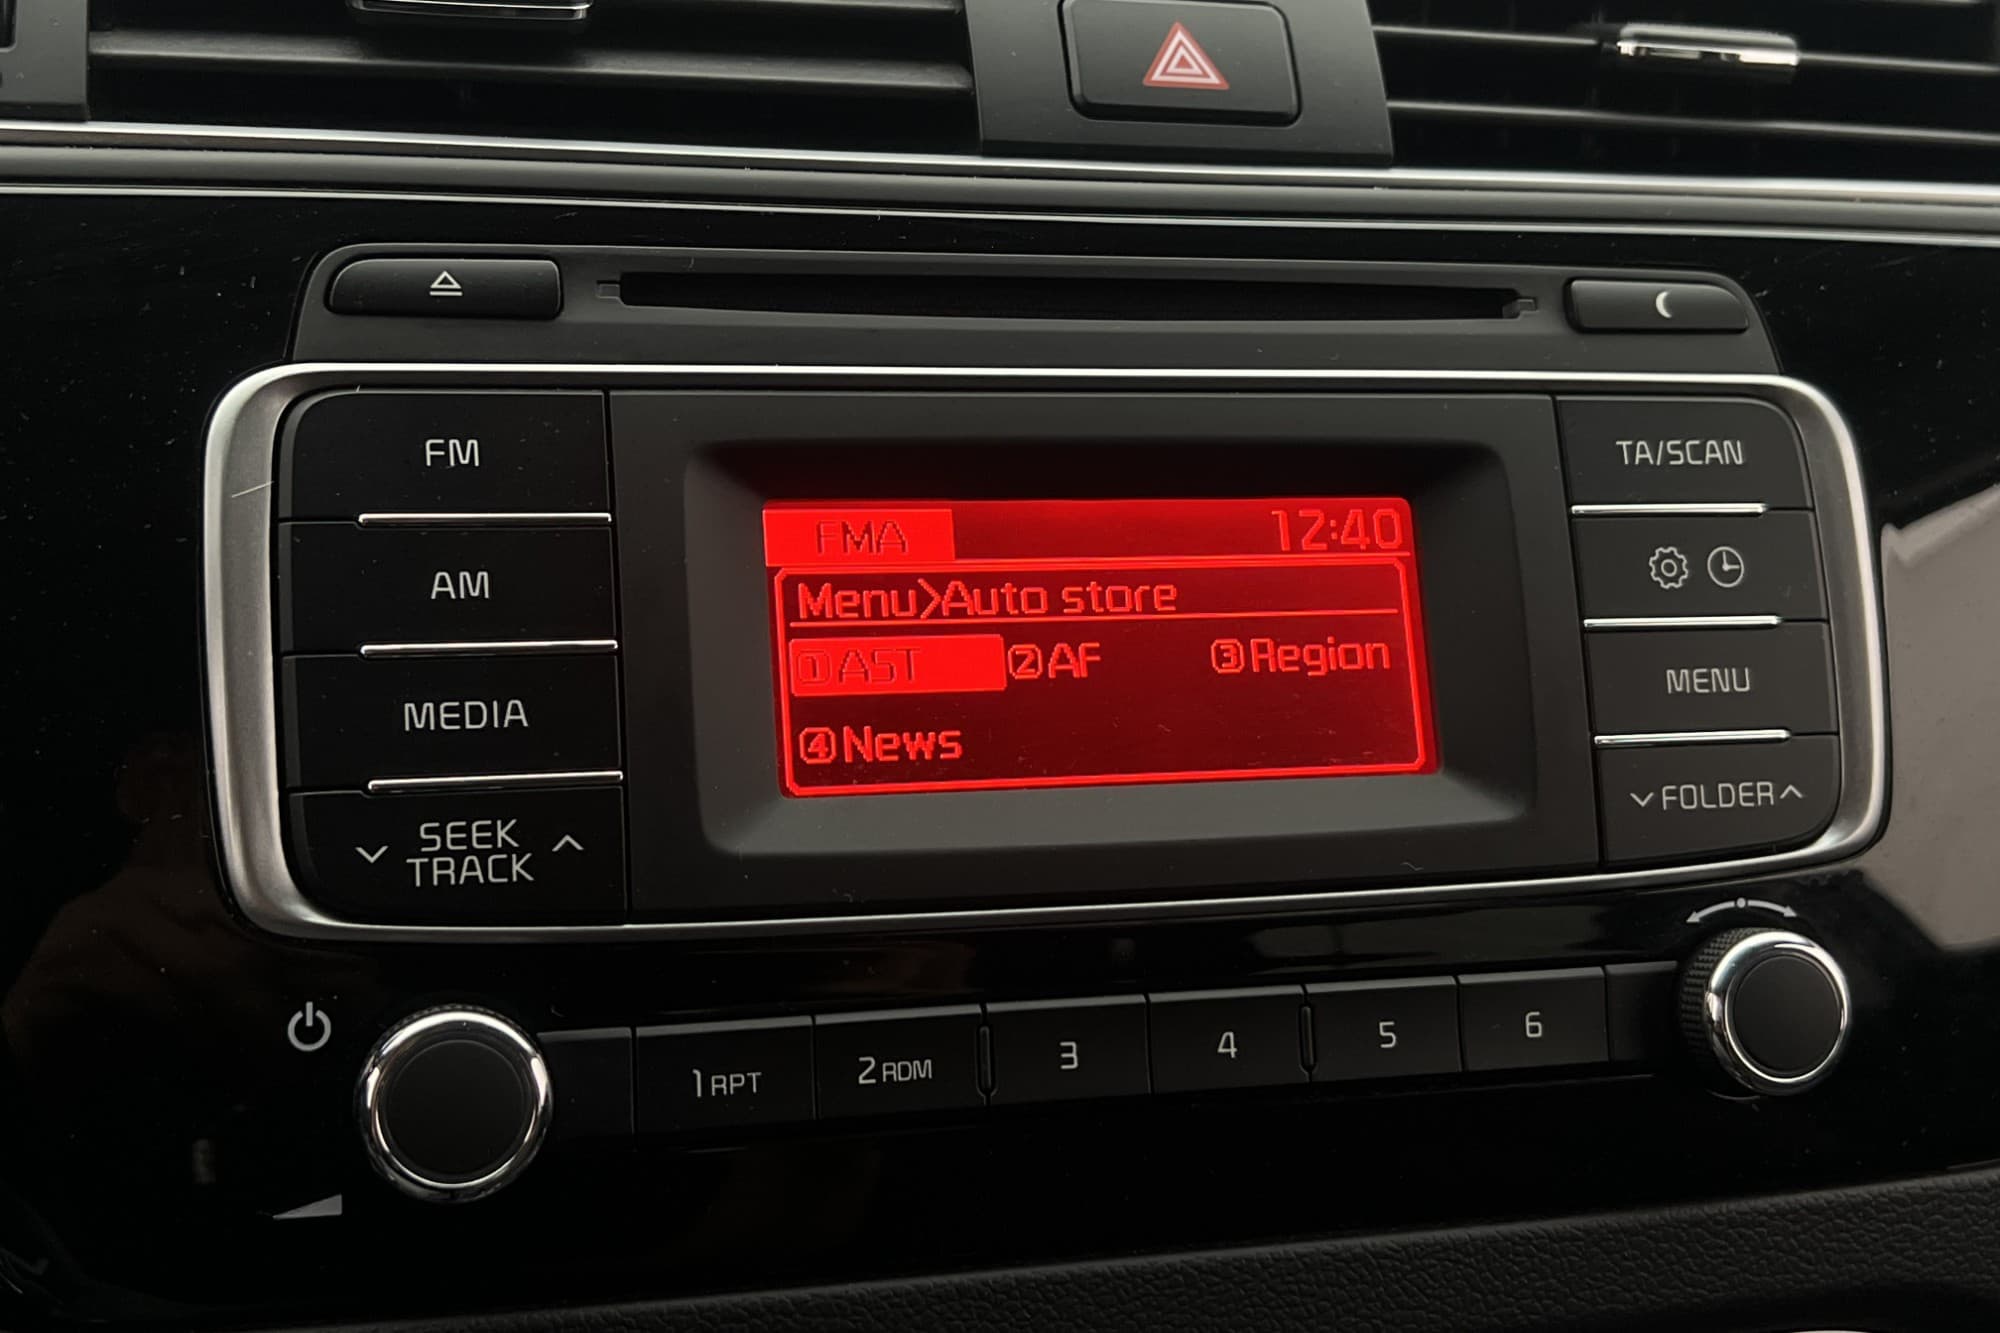 FM
AM
MEDIA
SEEK
TRACK
FMA 12:40
Menu>Auto store
①AST ②AF ③Region
④News
TA/SCAN
MENU
FOLDER
1 RPT 2 RDM 3 4 5 6